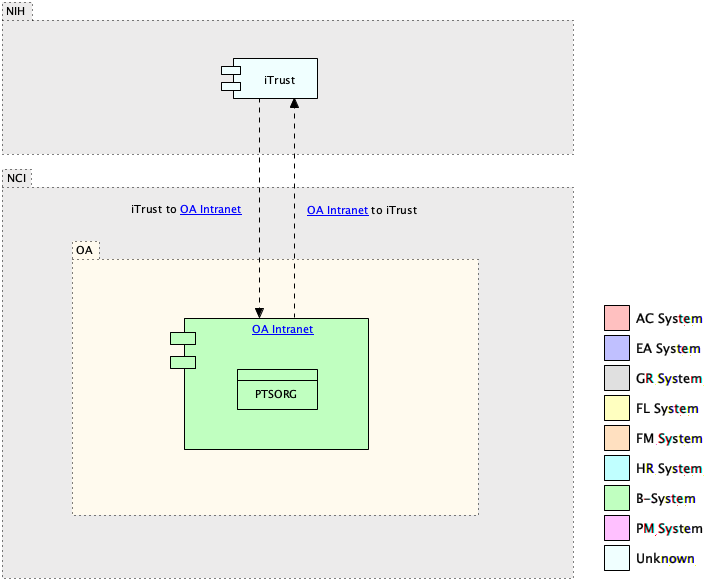 NIH
iTrust
NCI
iTrust to OA Intranet
OA Intranet to iTrust
OA
OA Intranet
PTSORG
AC System
EA System
GR System
FL System
FM System
HR System
B-System
PM System
Unknown